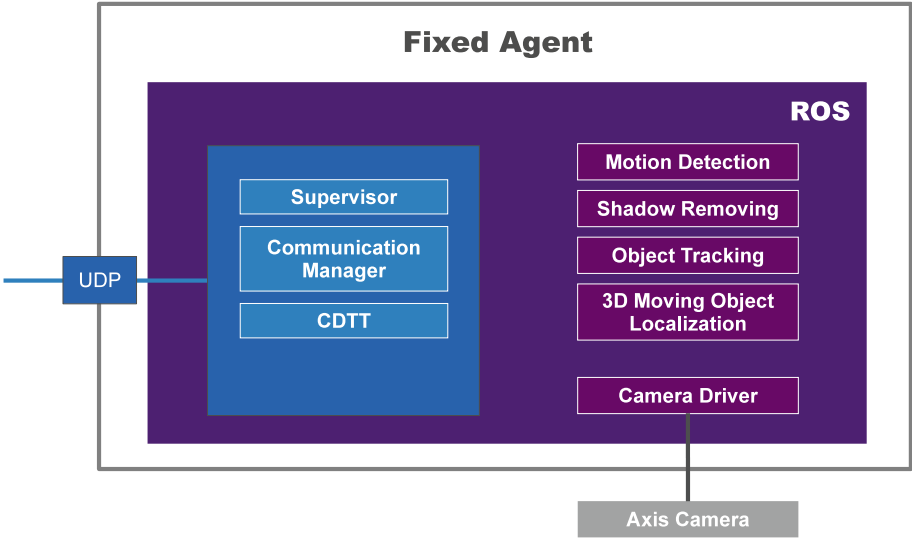 Fixed Agent
ROS
Supervisor
Communication
Manager
CDTT
UDP
Motion Detection
Shadow Removing
Object Tracking
3D Moving Object
Localization
Camera Driver
Axis Camera